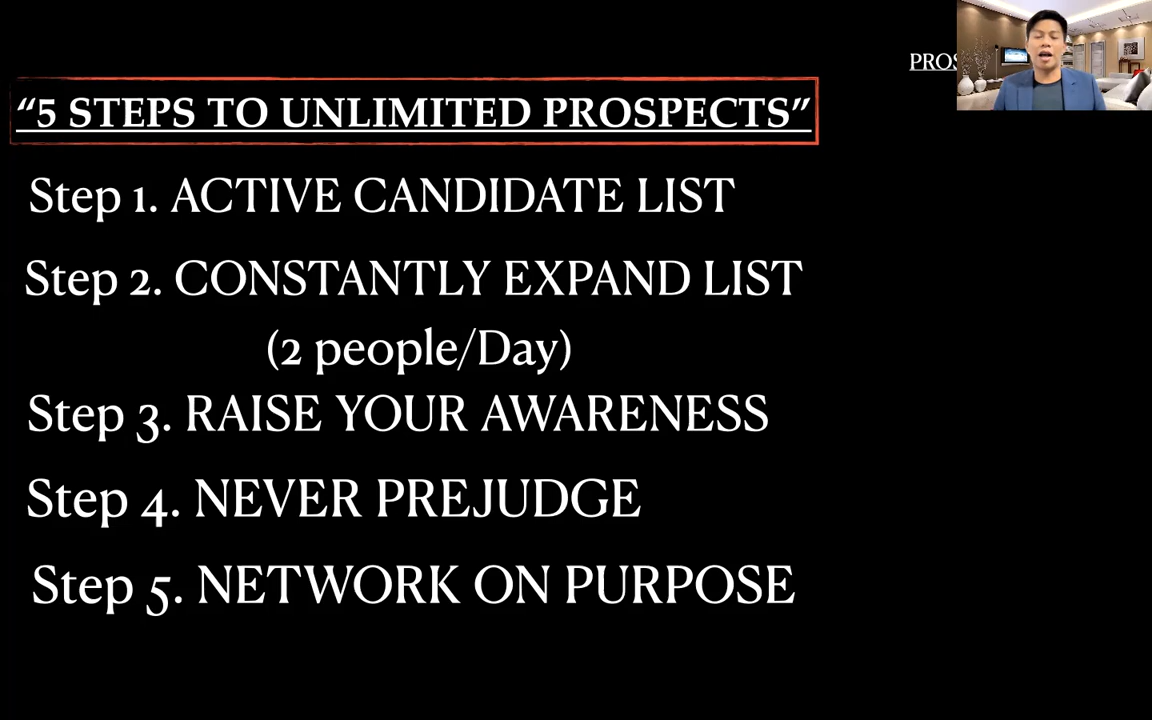 “5 STEPS TO UNLIMITED PROSPECTS”
Step 1. ACTIVE CANDIDATE LIST
Step 2. CONSTANTLY EXPAND LIST
(2 people/Day)
Step 3. RAISE YOUR AWARENESS
Step 4. NEVER PREJUDGE
Step 5. NETWORK ON PURPOSE